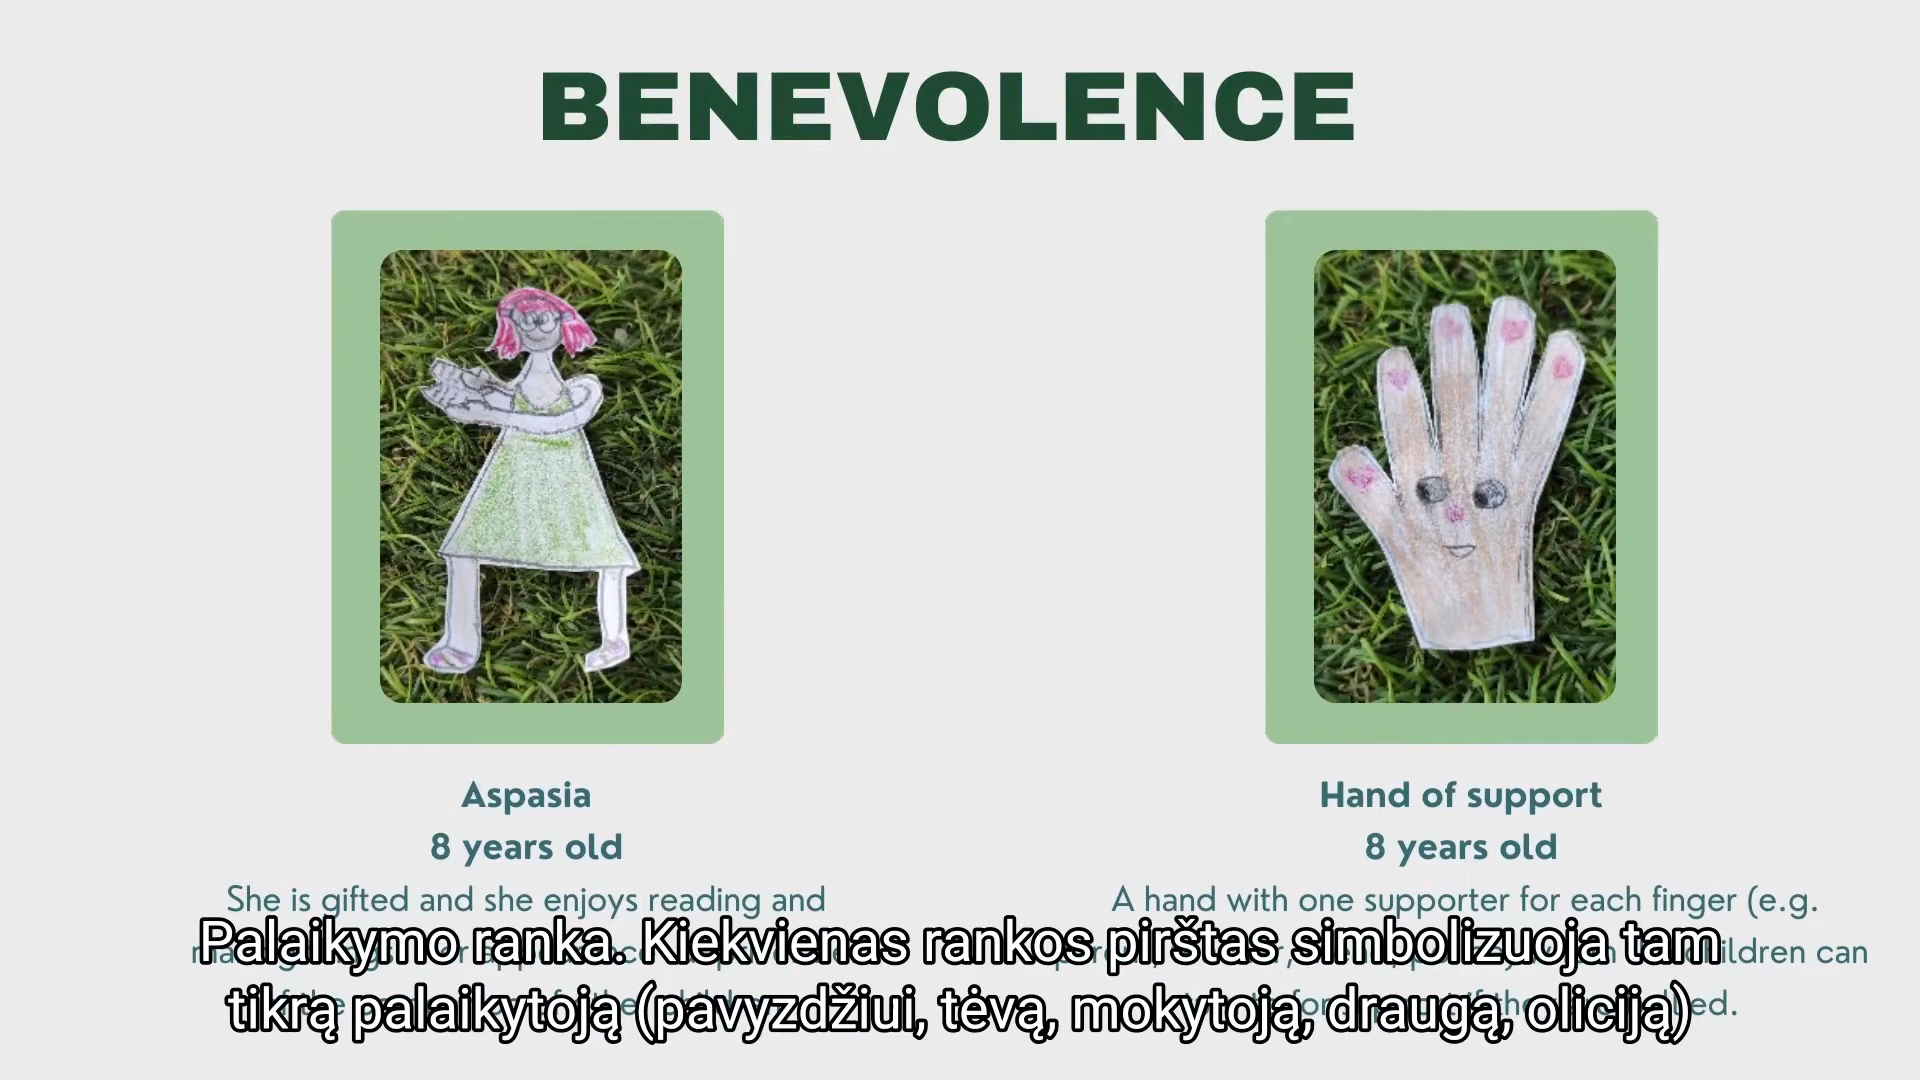 BENEVOLENCE
Aspasia
8 years old
She is gifted and she enjoys reading and
Hand of support
8 years old
A hand with one supporter for each finger (e.g.
children can
Palaikymo ranka. Kiekvienas rankos pirštas simbolizuoja tam
tikrą palaikytoją (pavyzdžiui, tėvą, mokytoją, draugą, oliciją)